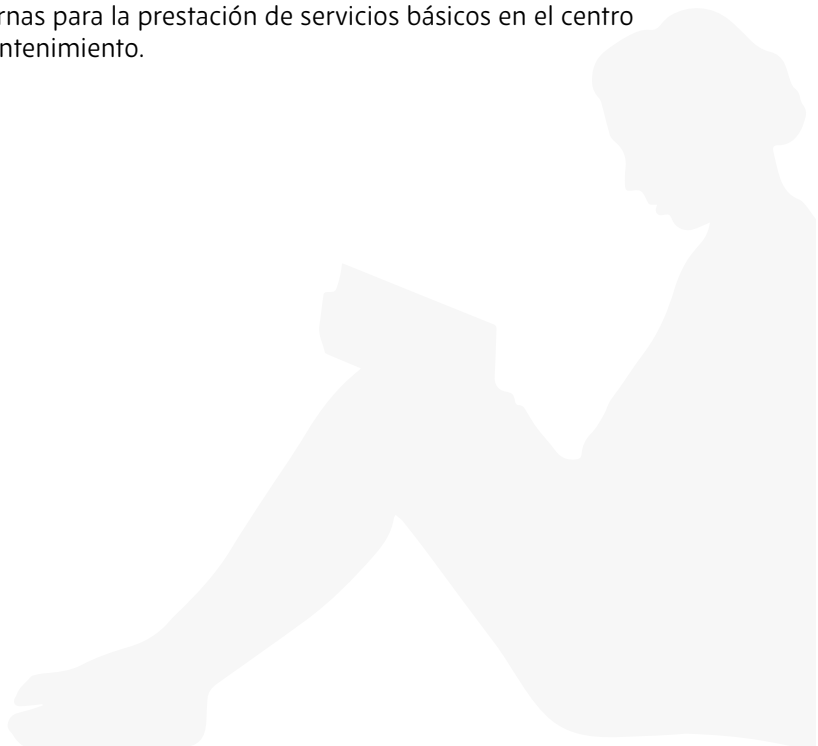 rnas para la prestación de servicios básicos en el centro
ntenimiento.